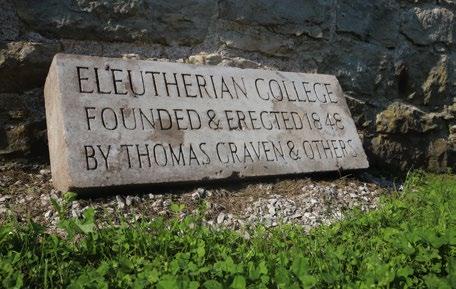 ELEUTHERIAN COLLEGE
FOUNDED & ERECTED 1848
BY THOMAS CRAVEN & OTHERS